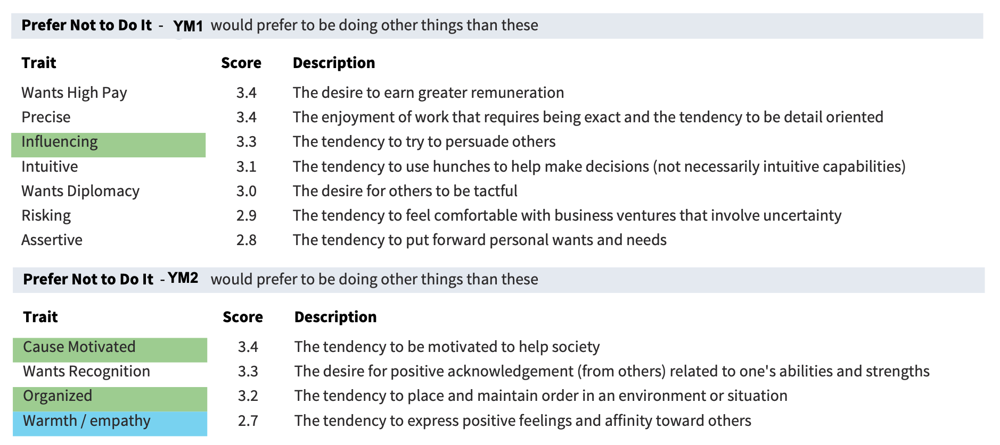 Prefer Not to Do It - YM1 would prefer to be doing other things than these
Trait Score Description
Wants High Pay 3.4 The desire to earn greater remuneration
Precise 3.4 The enjoyment of work that requires being exact and the tendency to be detail oriented
Influencing 3.3 The tendency to try to persuade others
Intuitive 3.1 The tendency to use hunches to help make decisions (not necessarily intuitive capabilities)
Wants Diplomacy 3.0 The desire for others to be tactful
Risking 2.9 The tendency to feel comfortable with business ventures that involve uncertainty
Assertive 2.8 The tendency to put forward personal wants and needs
Prefer Not to Do It - YM2 would prefer to be doing other things than these
Trait Score Description
Cause Motivated 3.4 The tendency to be motivated to help society
Wants Recognition 3.3 The desire for positive acknowledgement (from others) related to one's abilities and strengths
Organized 3.2 The tendency to place and maintain order in an environment or situation
Warmth / empathy 2.7 The tendency to express positive feelings and affinity toward others